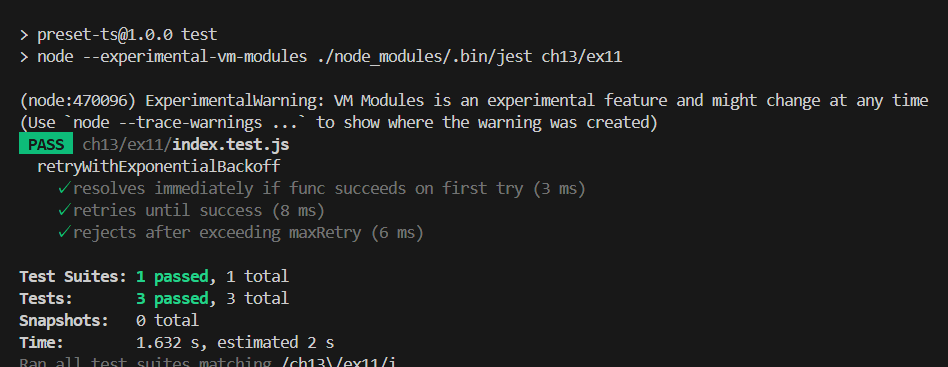 > preset-ts@1.0.0 test
> node --experimental-vm-modules ./node_modules/.bin/jest ch13/ex11
(node:470096) ExperimentalWarning: VM Modules is an experimental feature and might change at any time
(Use `node --trace-warnings ...` to show where the warning was created)
PASS ch13/ex11/index.test.js
retryWithExponentialBackoff
✓ resolves immediately if func succeeds on first try (3 ms)
✓ retries until success (8 ms)
✓ rejects after exceeding maxRetry (6 ms)
Test Suites: 1 passed, 1 total
Tests: 3 passed, 3 total
Snapshots: 0 total
Time: 1.632 s, estimated 2 s
Ran all test suites matching /ch13\/ex11/i.